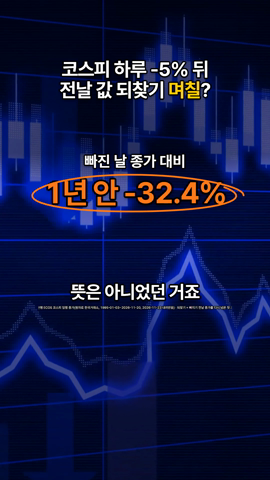 코스피 하루 -5% 뒤
전날 값 되찾기 며칠?
빠진 날 종가 대비
1년 안 -32.4%
뜻은 아니었던 거죠